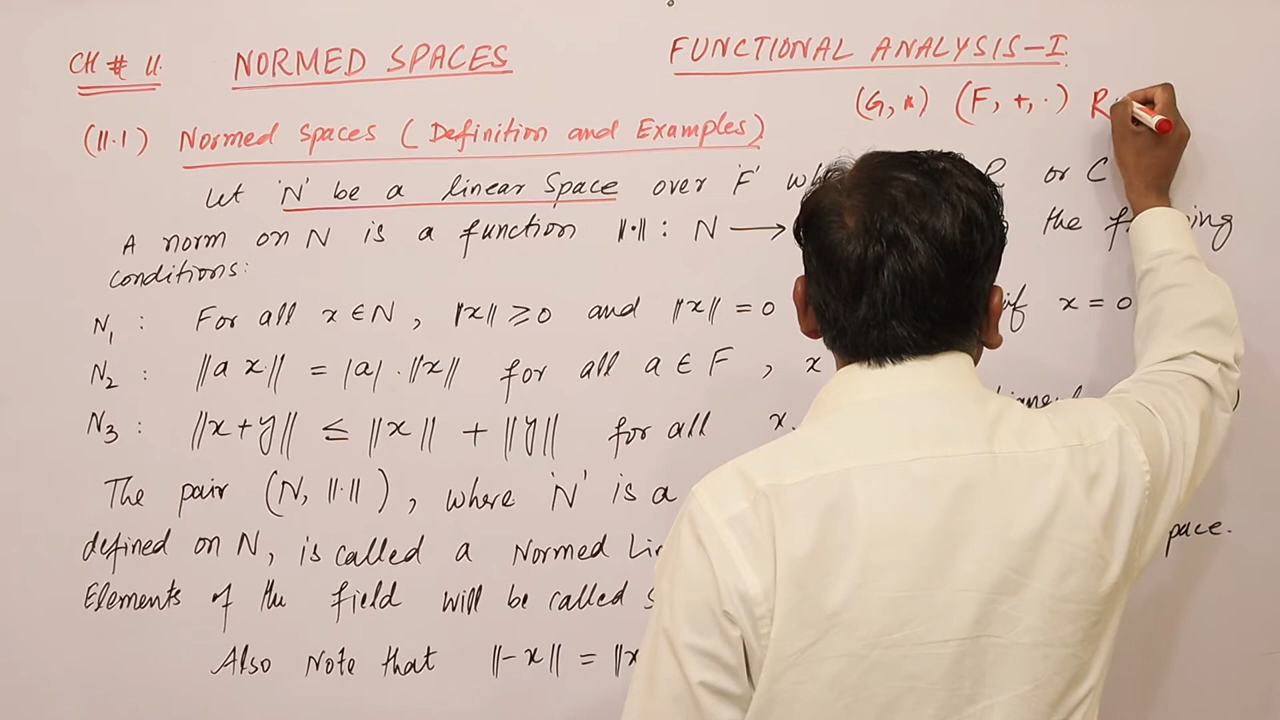 CH # 11. NORMED SPACES FUNCTIONAL ANALYSIS-I.
(G, *) (F, +, ·) R
(11.1) Normed Spaces (Definition and Examples)
Let 'N' be a linear Space over 'F' or C
A norm on N is a function ||·|| : N → the
conditions:
N₁ : For all x ∈ N, ||x|| ≥ 0 and ||x|| = 0 if x = 0
N₂ : ||a x|| = |a| · ||x|| for all a ∈ F , x
N₃ : ||x + y|| ≤ ||x|| + ||y|| for all x
The pair (N, ||·||), where 'N' is a
defined on N, is called a Normed pace.
Elements of the field will be called
Also Note that ||-x|| = ||x